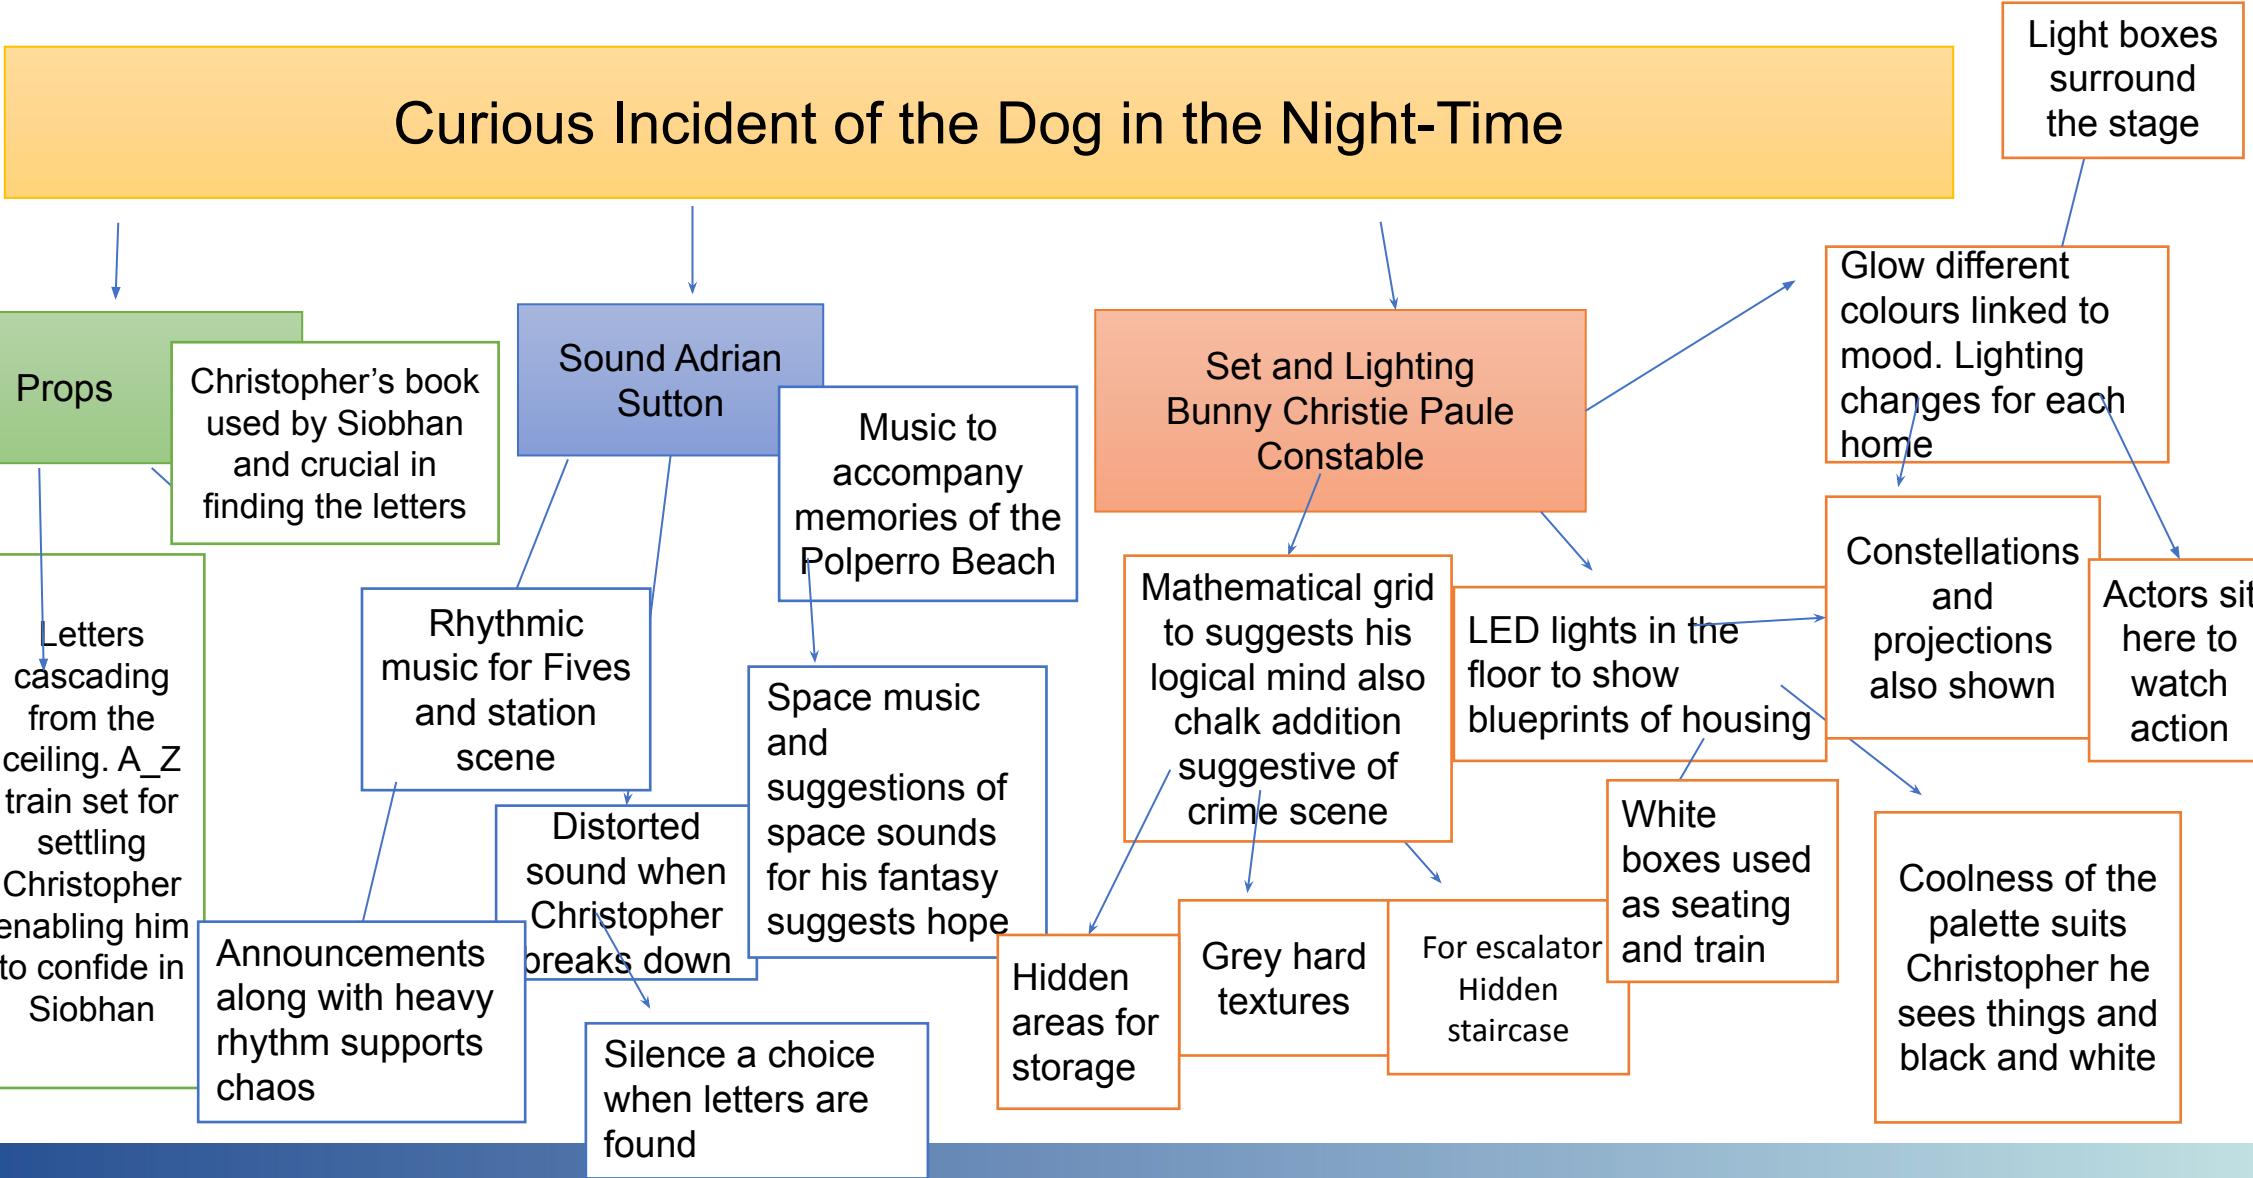 Curious Incident of the Dog in the Night-Time
Light boxes
surround
the stage
Props
Christopher’s book
used by Siobhan
and crucial in
finding the letters
Letters
cascading
from the
ceiling. A_Z
train set for
settling
Christopher
enabling him
to confide in
Siobhan
Sound Adrian
Sutton
Music to
accompany
memories of the
Polperro Beach
Rhythmic
music for Fives
and station
scene
Announcements
along with heavy
rhythm supports
chaos
Distorted
sound when
Christopher
breaks down
Silence a choice
when letters are
found
Space music
and
suggestions of
space sounds
for his fantasy
suggests hope
Set and Lighting
Bunny Christie Paule
Constable
Mathematical grid
to suggests his
logical mind also
chalk addition
suggestive of
crime scene
Hidden
areas for
storage
Grey hard
textures
For escalator
Hidden
staircase
LED lights in the
floor to show
blueprints of housing
White
boxes used
as seating
and train
Glow different
colours linked to
mood. Lighting
changes for each
home
Constellations
and
projections
also shown
Actors sit
here to
watch
action
Coolness of the
palette suits
Christopher he
sees things and
black and white